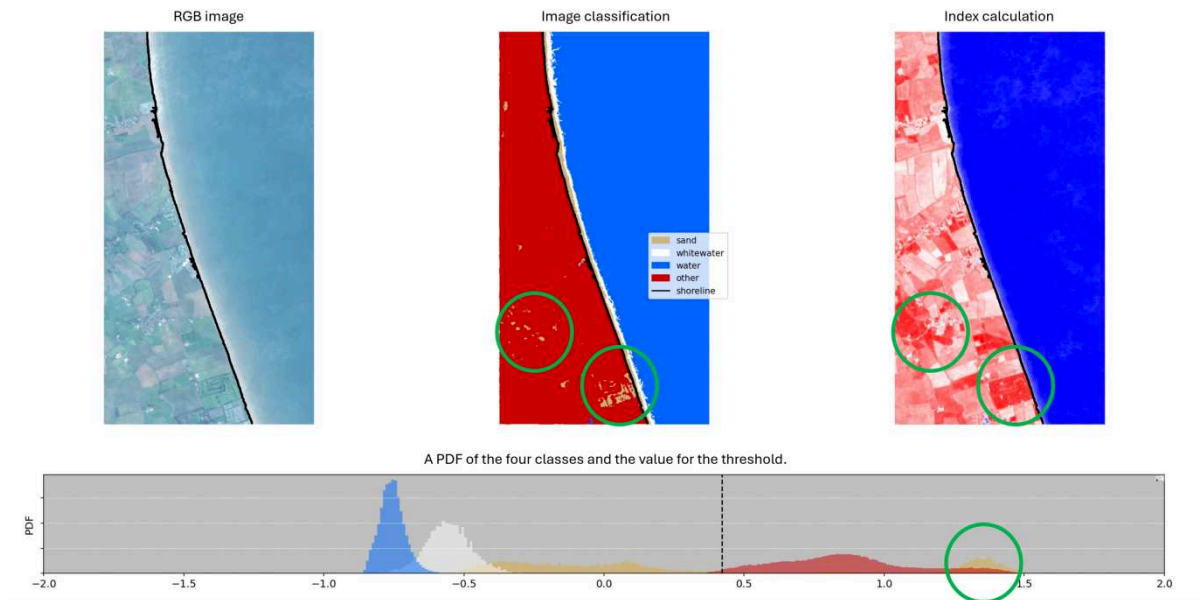 RGB image
Image classification
Index calculation
sand
whitewater
water
other
shoreline
A PDF of the four classes and the value for the threshold.
PDF
−2.0 −1.5 −1.0 −0.5 0.0 0.5 1.0 1.5 2.0